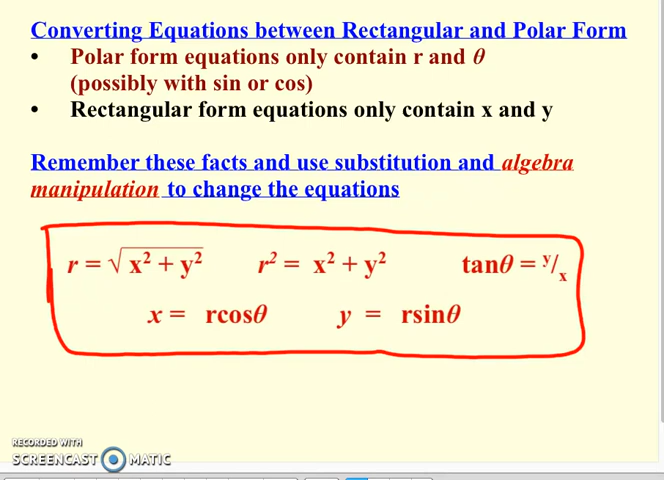 Converting Equations between Rectangular and Polar Form
• Polar form equations only contain r and θ
(possibly with sin or cos)
• Rectangular form equations only contain x and y
Remember these facts and use substitution and algebra
manipulation to change the equations
r = √x² + y² r² = x² + y² tanθ = y/x
x = rcosθ y = rsinθ
RECORDED WITH
SCREENCAST MATIC